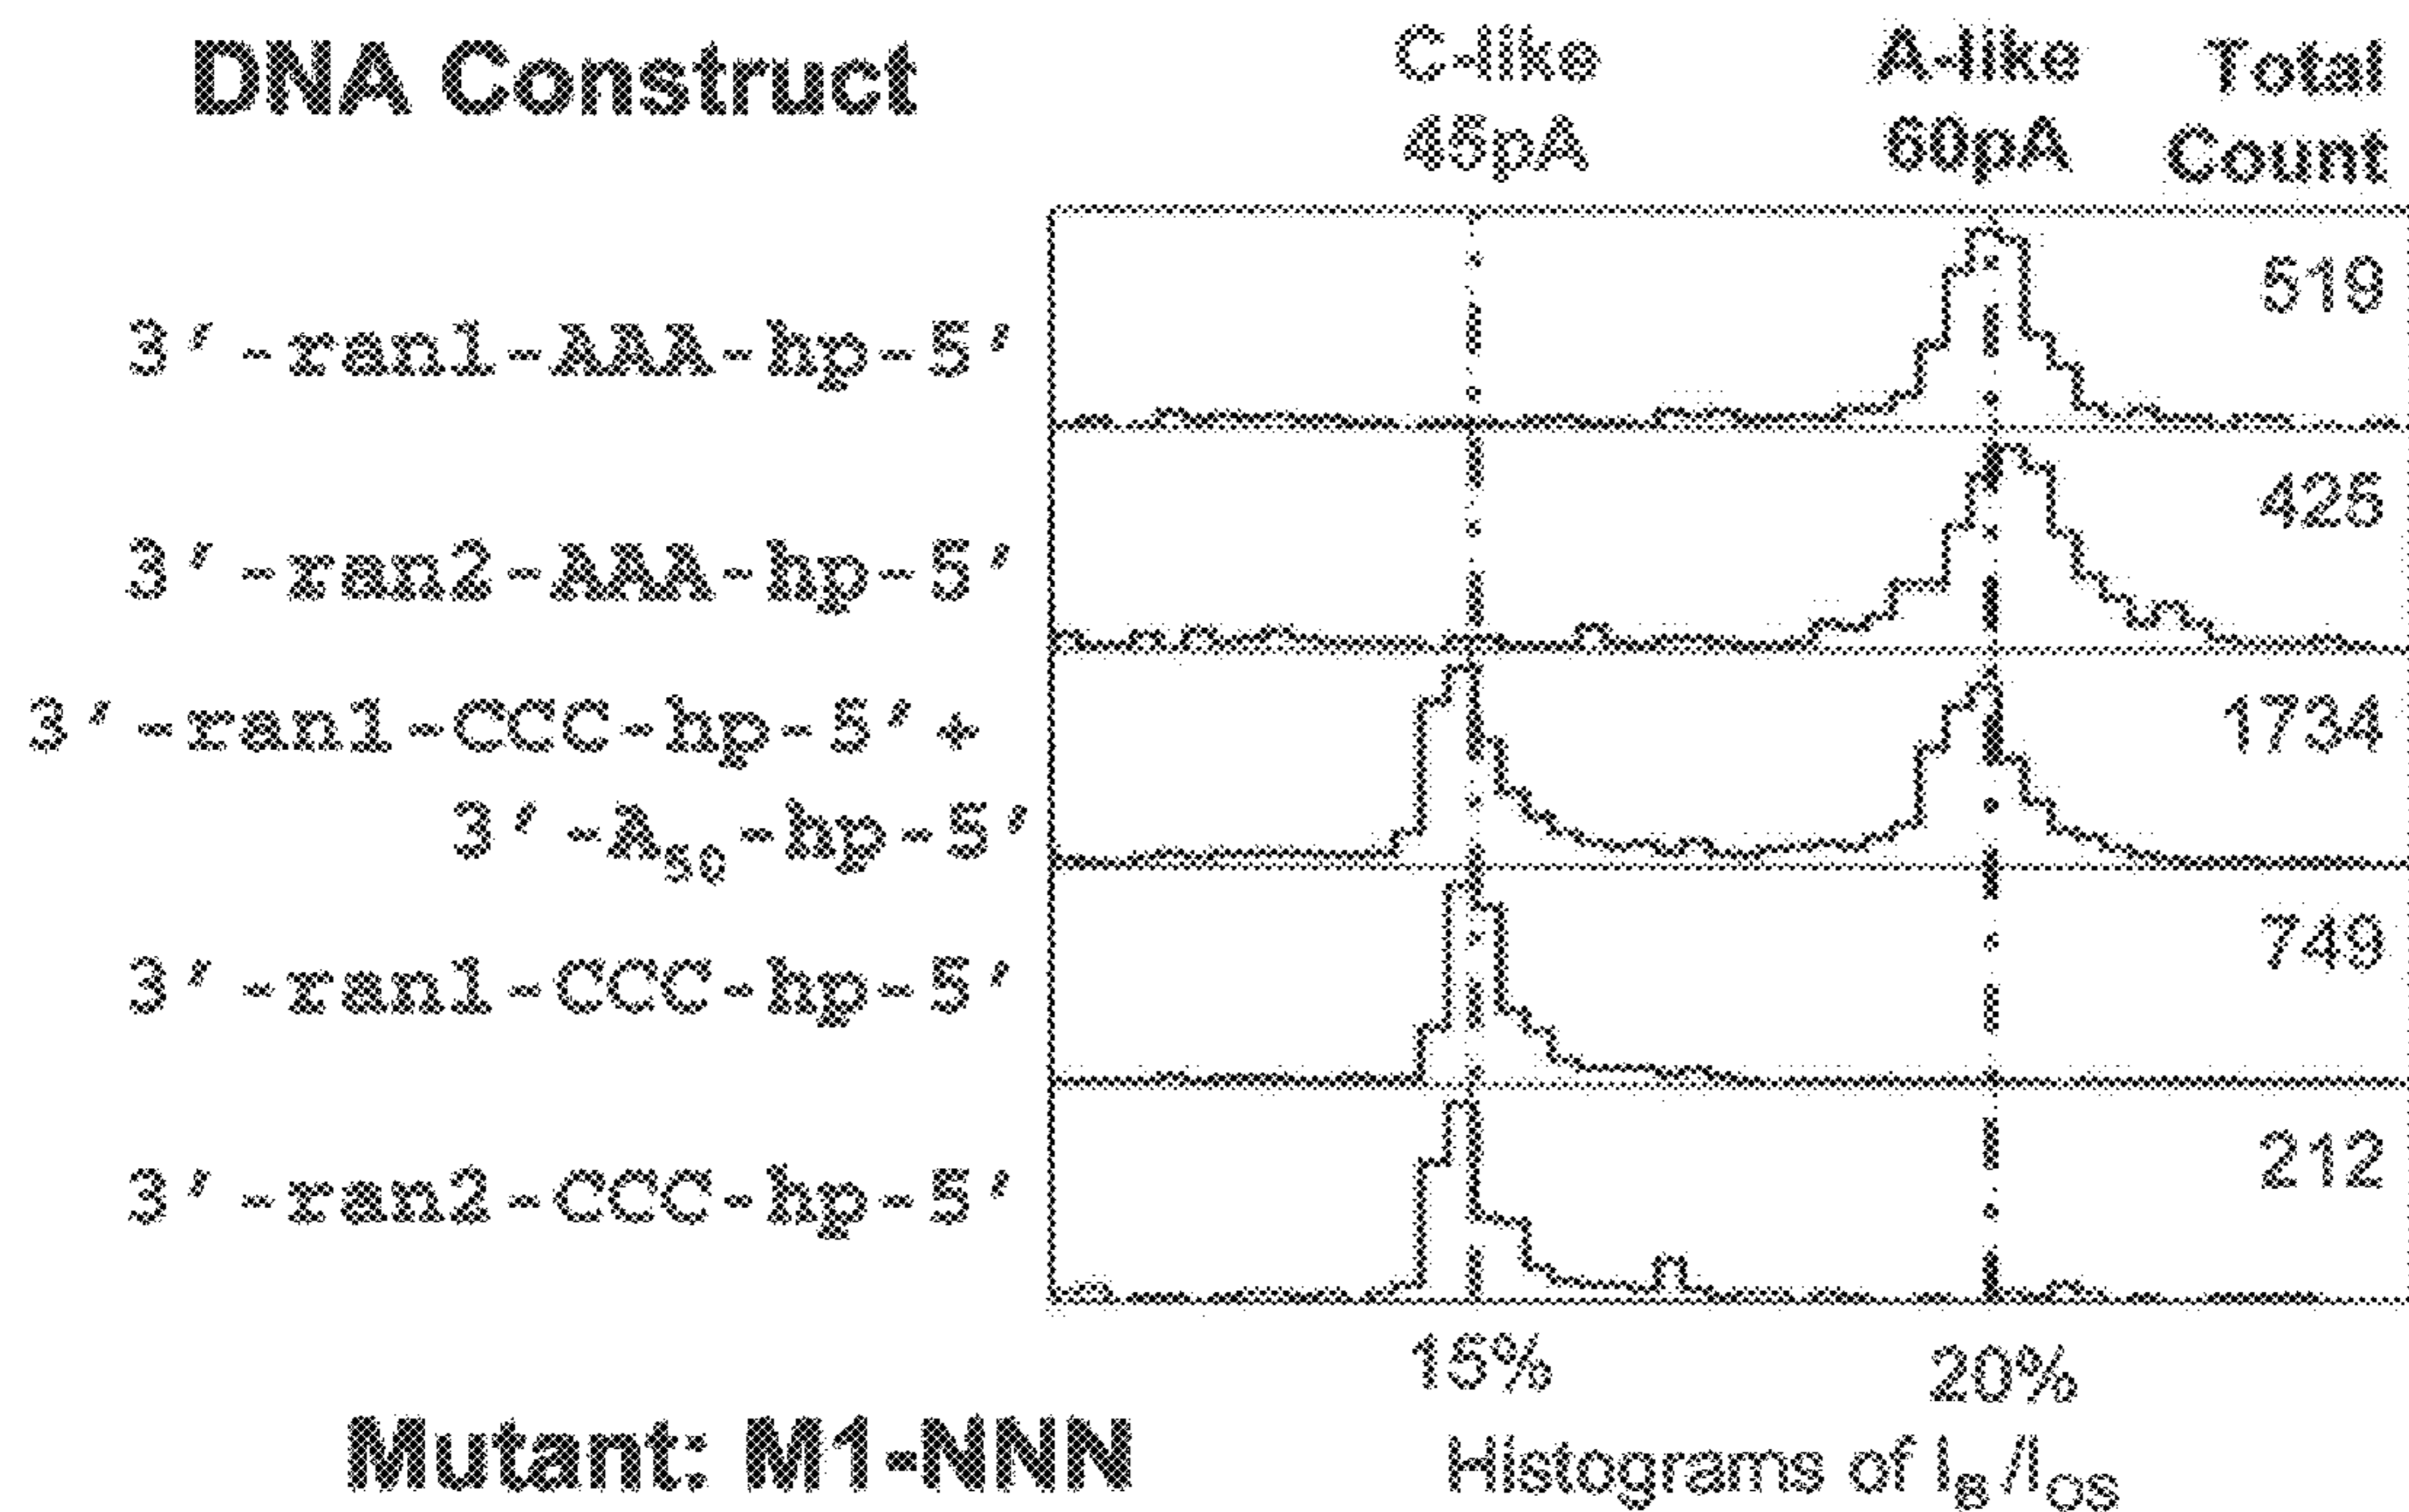 DNA Construct
C-like
45pA
A-like
60pA
Total
Count
3′-ran1-AAA-hp-5′
519
3′-ran2-AAA-hp-5′
425
3′-ran1-CCC-hp-5′+
3′-A50-hp-5′
1734
3′-ran1-CCC-hp-5′
749
3′-ran2-CCC-hp-5′
212
15%
20%
Mutant: M1-NNN
Histograms of IB/IOS